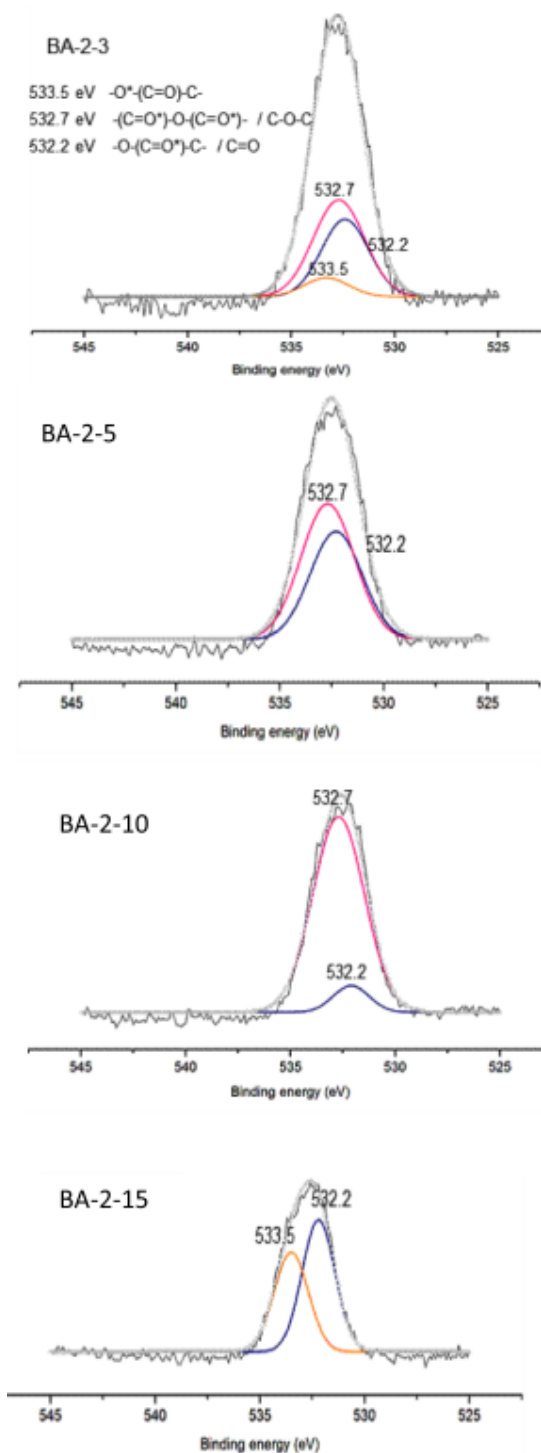 BA-2-3
533.5 eV -O*-(C=O)-C-
532.7 eV -(C=O*)-O-(C=O*)- / C-O-C
532.2 eV -O-(C=O*)-C- / C=O
532.7
532.2
533.5
545 540 535 530 525
Binding energy (eV)
BA-2-5
532.7
532.2
545 540 535 530 525
Binding energy (eV)
532.7
BA-2-10
532.2
545 540 535 530 525
Binding energy (eV)
BA-2-15
532.2
533.5
545 540 535 530 525
Binding energy (eV)